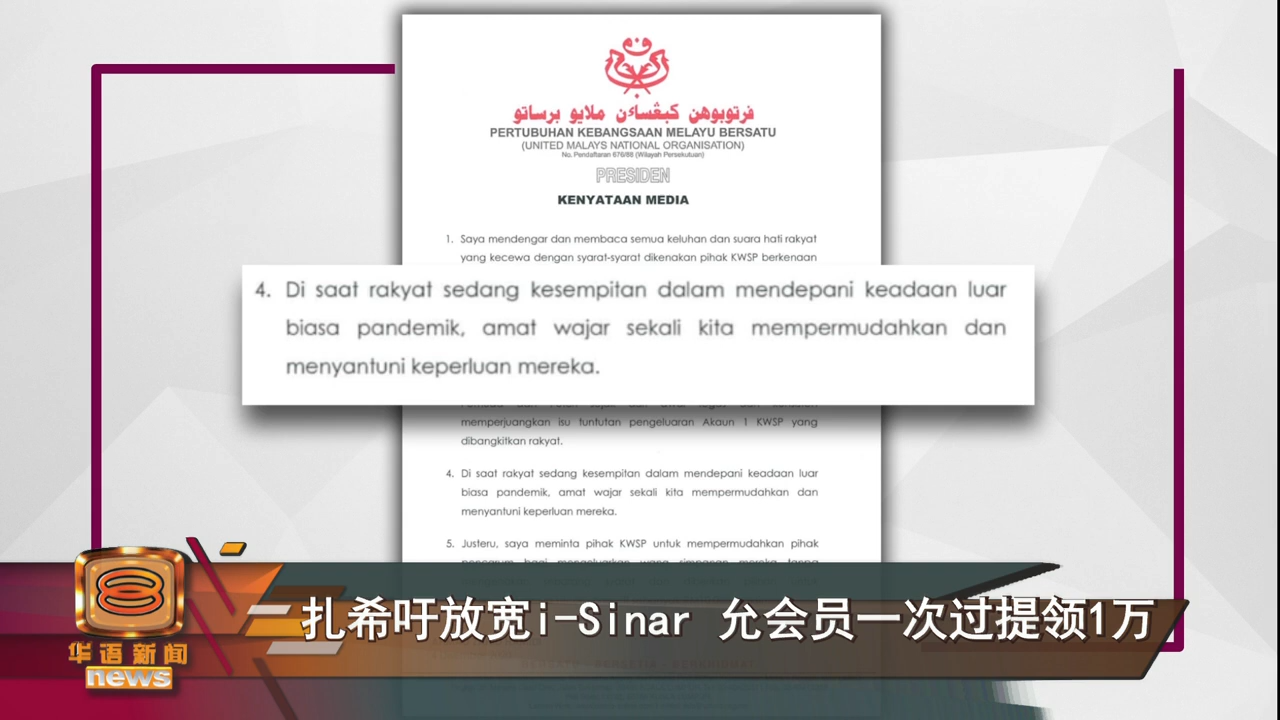 فرتوبوهن كبڠساءن ملايو برساتو
PERTUBUHAN KEBANGSAAN MELAYU BERSATU
(UNITED MALAYS NATIONAL ORGANISATION)
No. Pendaftaran 676/88 (Wilayah Persekutuan)
PRESIDEN
KENYATAAN MEDIA
1. Saya mendengar dan membaca semua keluhan dan suara hati rakyat
yang kecewa dengan syarat-syarat dikenakan pihak KWSP berkenaan
4. Di saat rakyat sedang kesempitan dalam mendepani keadaan luar
biasa pandemik, amat wajar sekali kita mempermudahkan dan
menyantuni keperluan mereka.
memperjuangkan isu tuntutan pengeluaran Akaun 1 KWSP yang
dibangkitkan rakyat.
4. Di saat rakyat sedang kesempitan dalam mendepani keadaan luar
biasa pandemik, amat wajar sekali kita mempermudahkan dan
menyantuni keperluan mereka.
5. Justeru, saya meminta pihak KWSP untuk mempermudahkan pihak
扎希吁放宽i-Sinar 允会员一次过提领1万
8
华语新闻
news